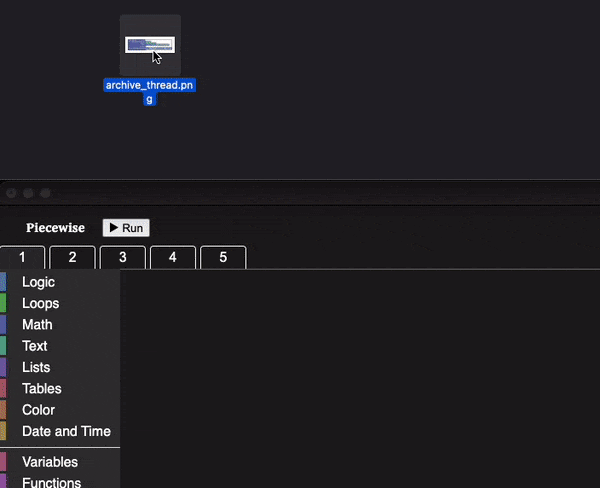 archive_thread.pn
g
Piecewise
▶ Run
1 2 3 4 5
Logic
Loops
Math
Text
Lists
Tables
Color
Date and Time
Variables
Functions